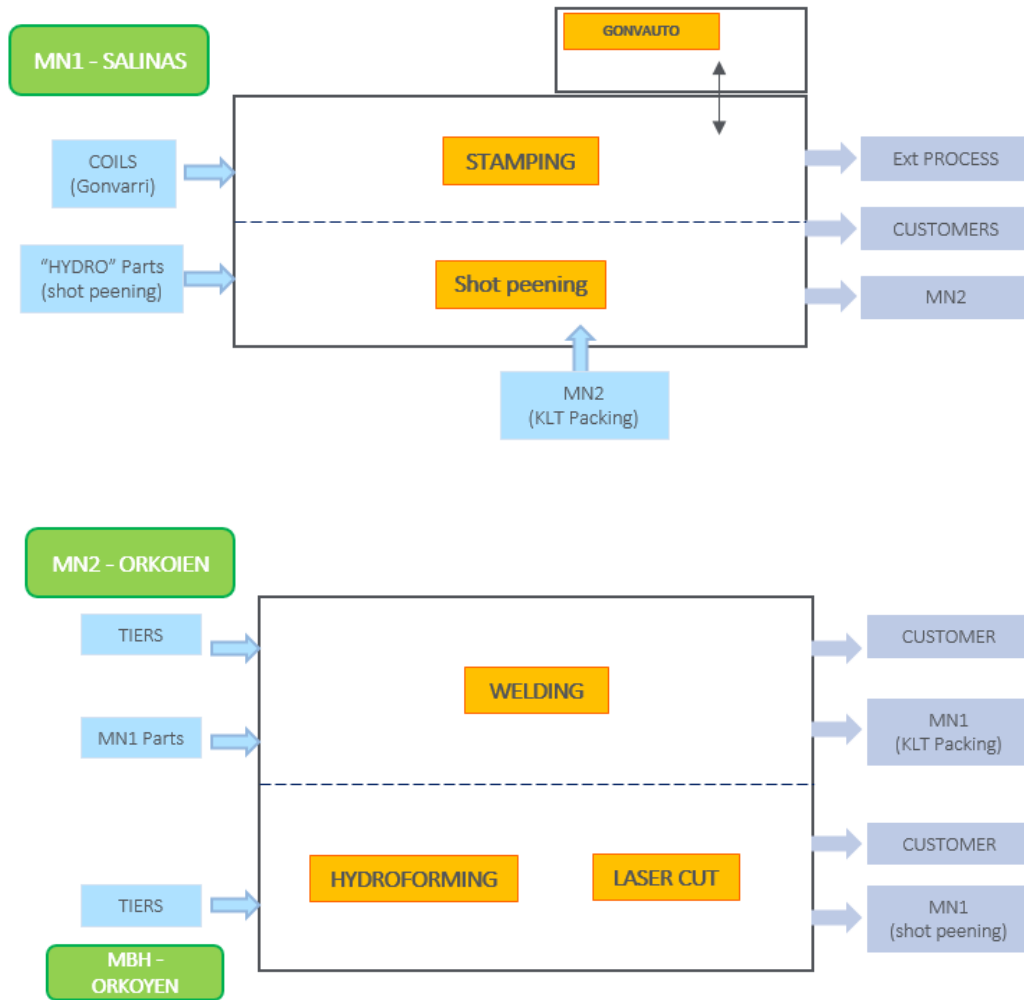 GONVAUTO
MN1 - SALINAS
COILS
(Gonvarri)
STAMPING
Ext PROCESS
CUSTOMERS
"HYDRO" Parts
(shot peening)
Shot peening
MN2
MN2
(KLT Packing)
MN2 - ORKOIEN
TIERS
CUSTOMER
WELDING
MN1 Parts
MN1
(KLT Packing)
CUSTOMER
HYDROFORMING
LASER CUT
TIERS
MN1
(shot peening)
MBH -
ORKOYEN